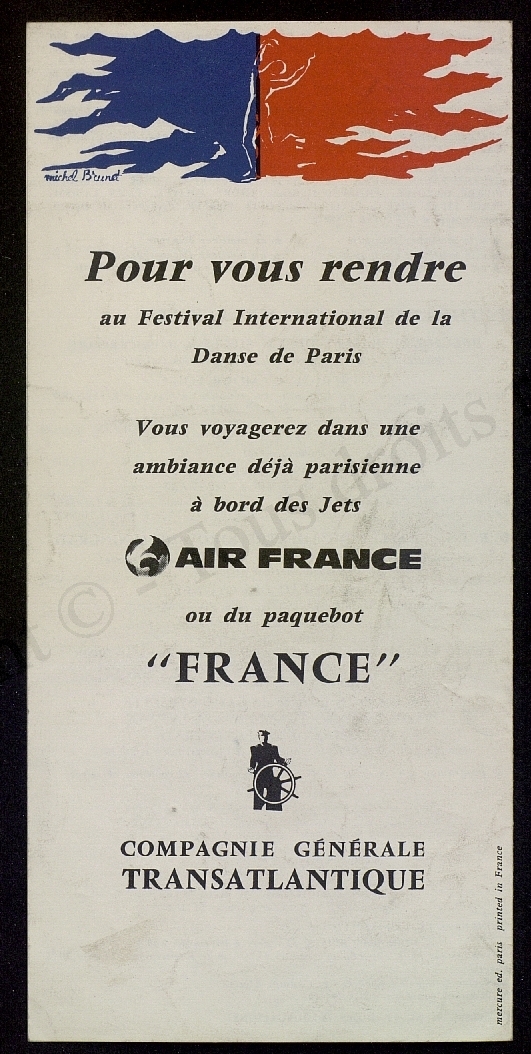 michel Brunet
Pour vous rendre
au Festival International de la
Danse de Paris
Vous voyagerez dans une
ambiance déjà parisienne
à bord des Jets
AIR FRANCE
ou du paquebot
“FRANCE”
COMPAGNIE GÉNÉRALE
TRANSATLANTIQUE
mercure ed. paris printed in France
© - Tous droits